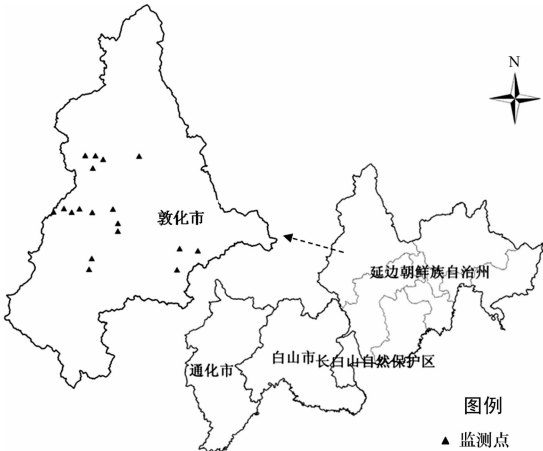 N
敦化市
延边朝鲜族自治州
白山市
长白山自然保护区
通化市
图例
▲ 监测点